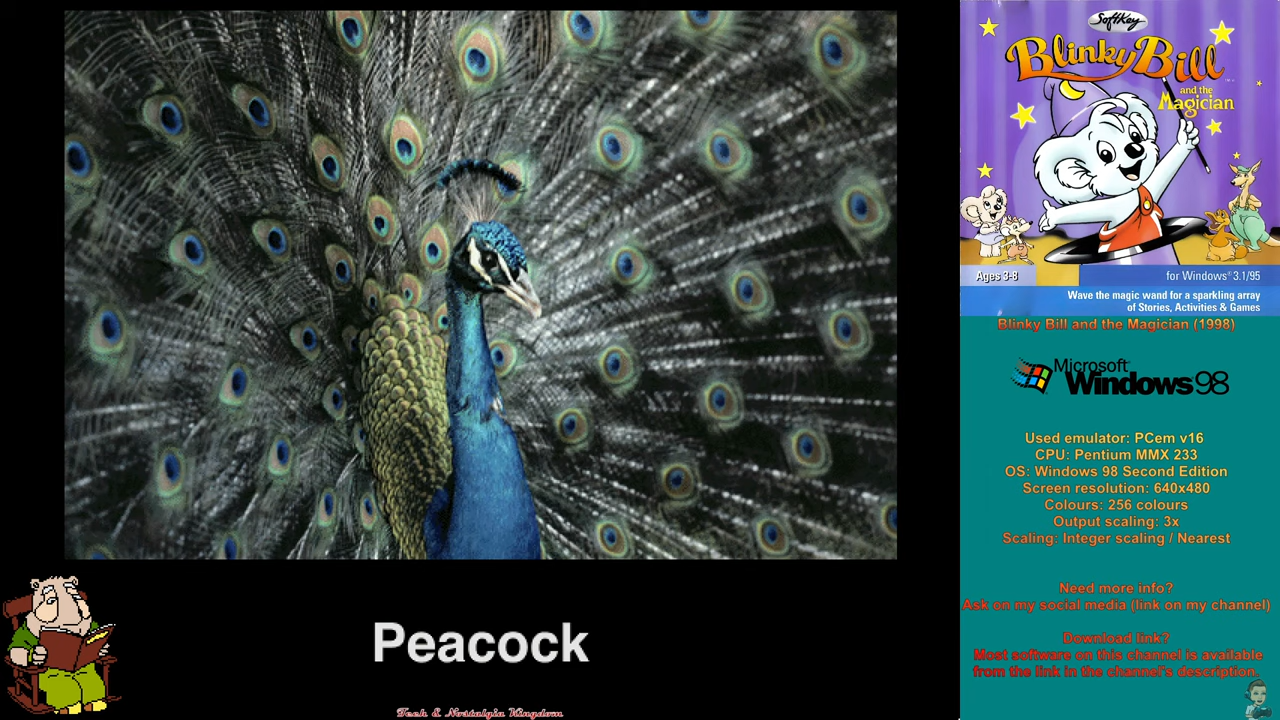 Peacock
Tech & Nostalgia Kingdom
SoftKey
Blinky Bill
and the
Magician
Ages 3-8
for Windows® 3.1/95
Wave the magic wand for a sparkling array
of Stories, Activities & Games
Blinky Bill and the Magician (1998)
Microsoft
Windows 98
Used emulator: PCem v16
CPU: Pentium MMX 233
OS: Windows 98 Second Edition
Screen resolution: 640x480
Colours: 256 colours
Output scaling: 3x
Scaling: Integer scaling / Nearest
Need more info?
Ask on my social media (link on my channel)
Download link?
Most software on this channel is available
from the link in the channel's description.